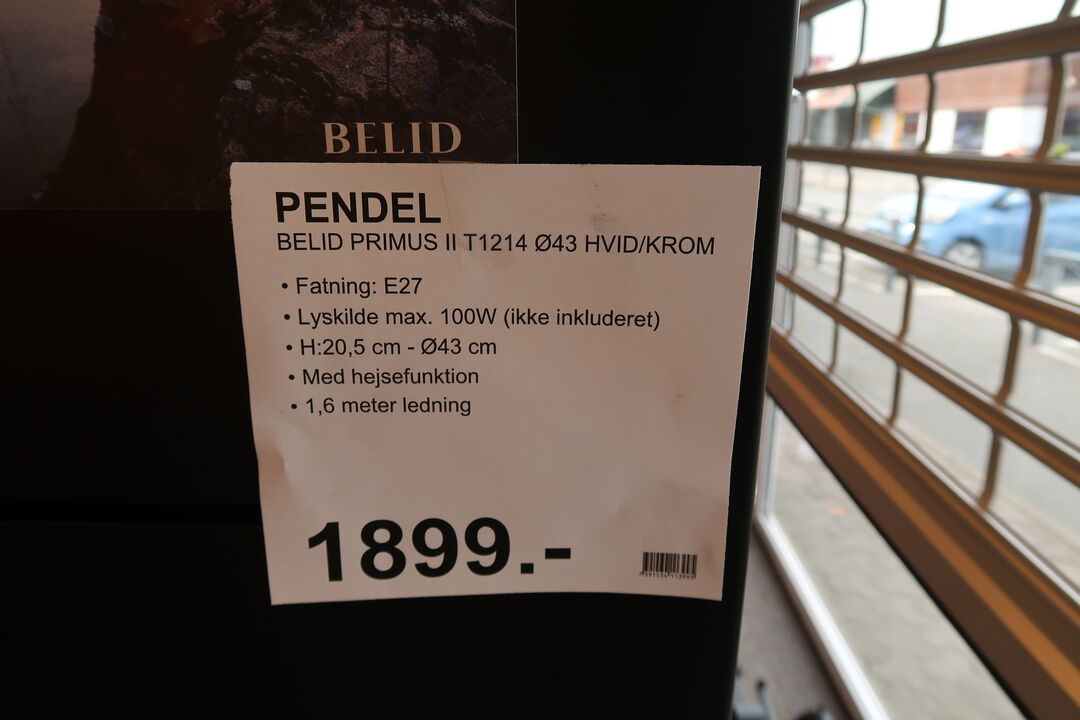 BELID
PENDEL
BELID PRIMUS II T1214 Ø43 HVID/KROM
• Fatning: E27
• Lyskilde max. 100W (ikke inkluderet)
• H:20,5 cm - Ø43 cm
• Med hejsefunktion
• 1,6 meter ledning
1899.-